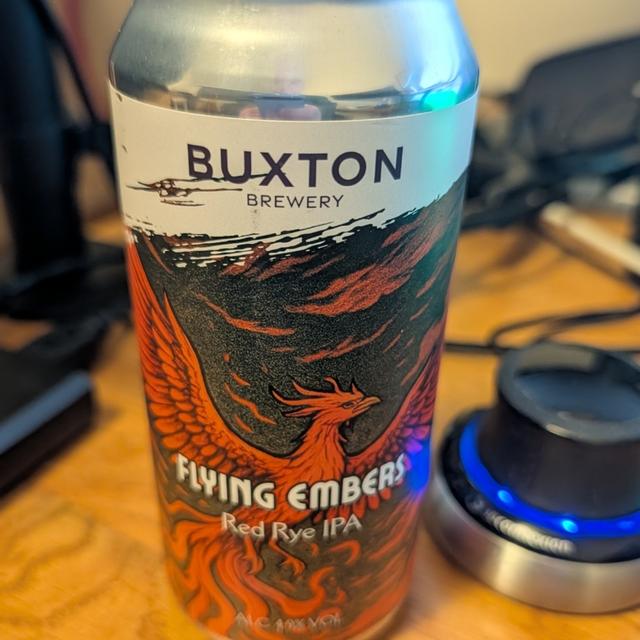 BUXTON
BREWERY
FLYING EMBERS
Red Rye IPA